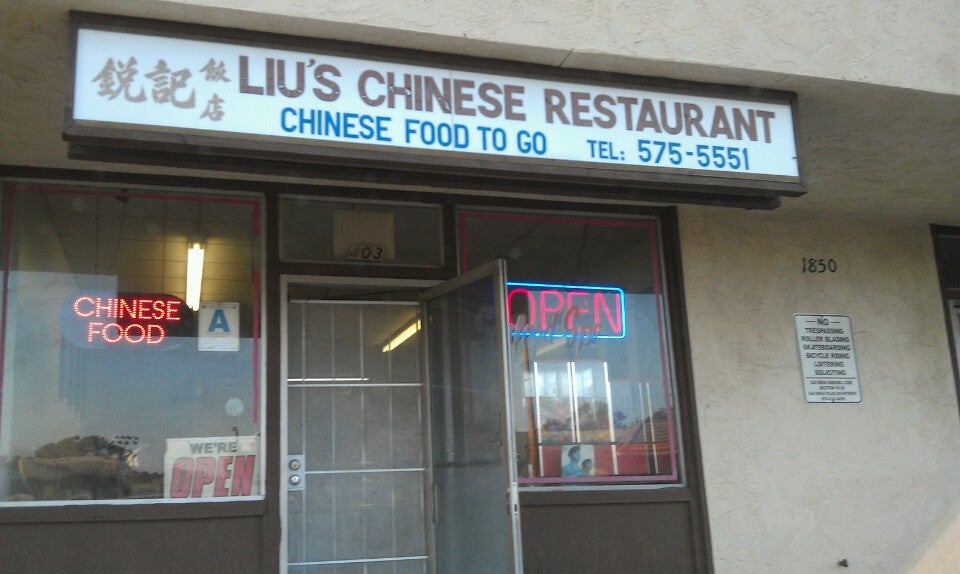 銳記 飯店
LIU'S CHINESE RESTAURANT
CHINESE FOOD TO GO TEL: 575-5551
1403
1850
CHINESE
FOOD
A
OPEN
WE'RE
OPEN
NO
TRESPASSING
ROLLER BLADING
SKATEBOARDING
BICYCLE RIDING
LOITERING
SOLICITING